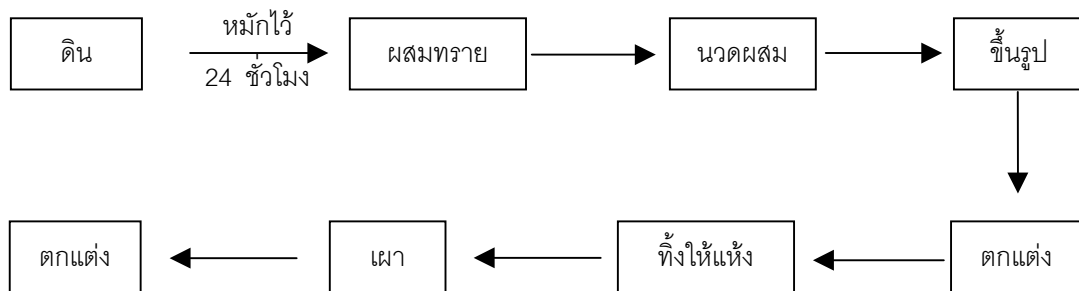 ดิน
หมักไว้
24 ชั่วโมง
ผสมทราย
นวดผสม
ขึ้นรูป
ตกแต่ง
ทิ้งให้แห้ง
เผา
ตกแต่ง